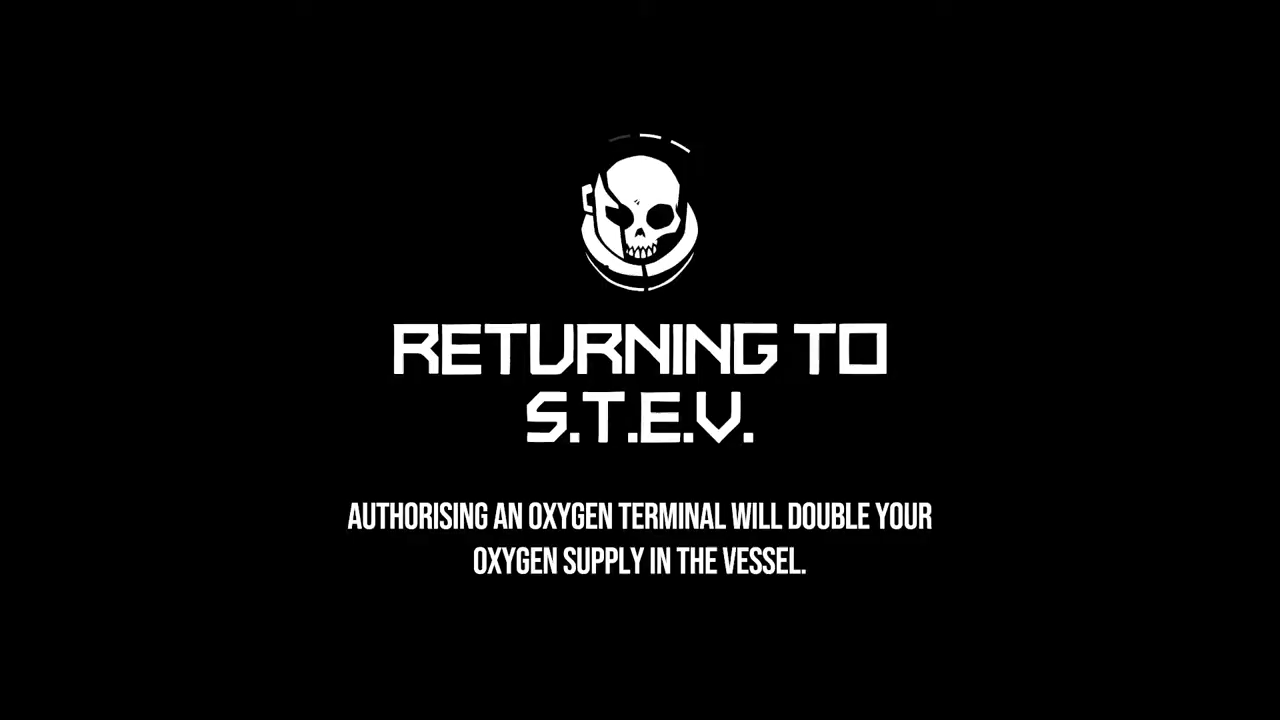 RETURNING TO
S.T.E.V.
AUTHORISING AN OXYGEN TERMINAL WILL DOUBLE YOUR
OXYGEN SUPPLY IN THE VESSEL.